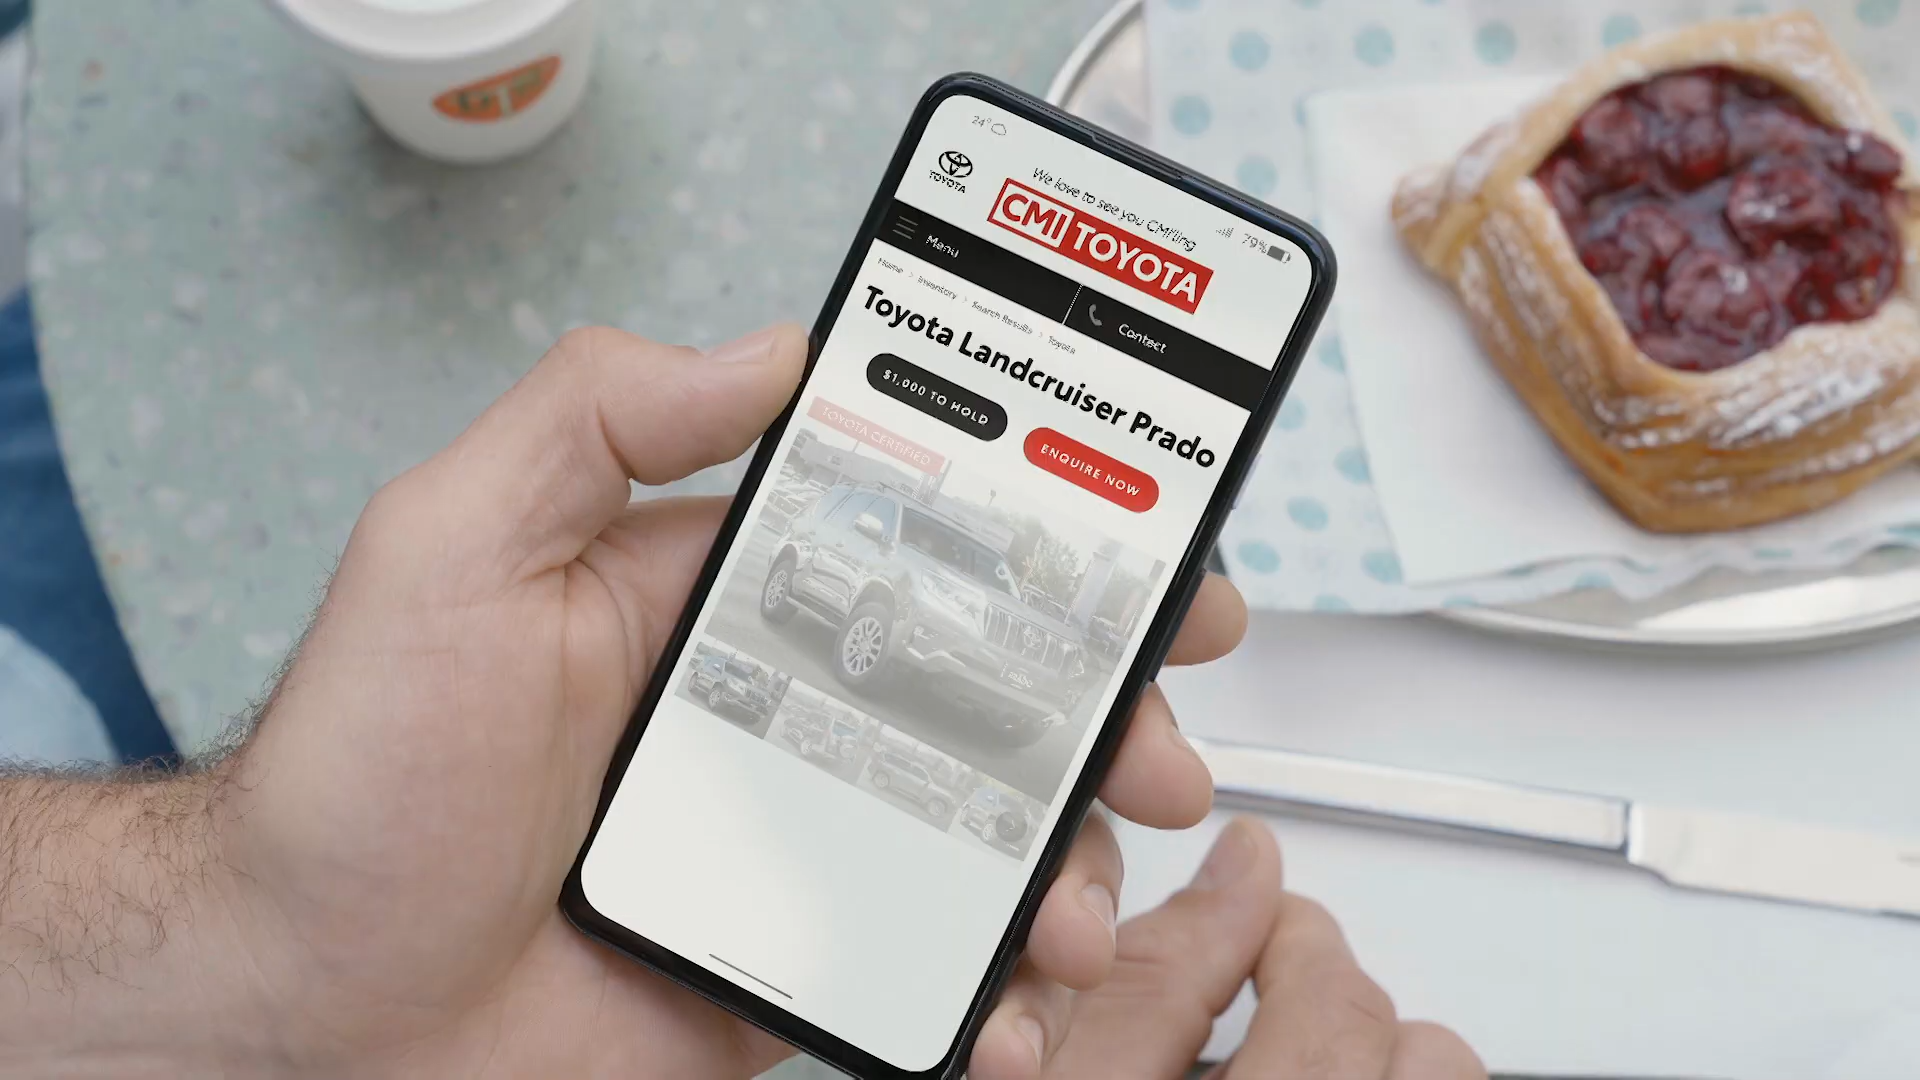 24°
79%
TOYOTA
We love to see you CMIling
CMI TOYOTA
Menu
Contact
Home > Inventory > Search Results > Toyota
Toyota Landcruiser Prado
$1,000 TO HOLD
ENQUIRE NOW
TOYOTA CERTIFIED